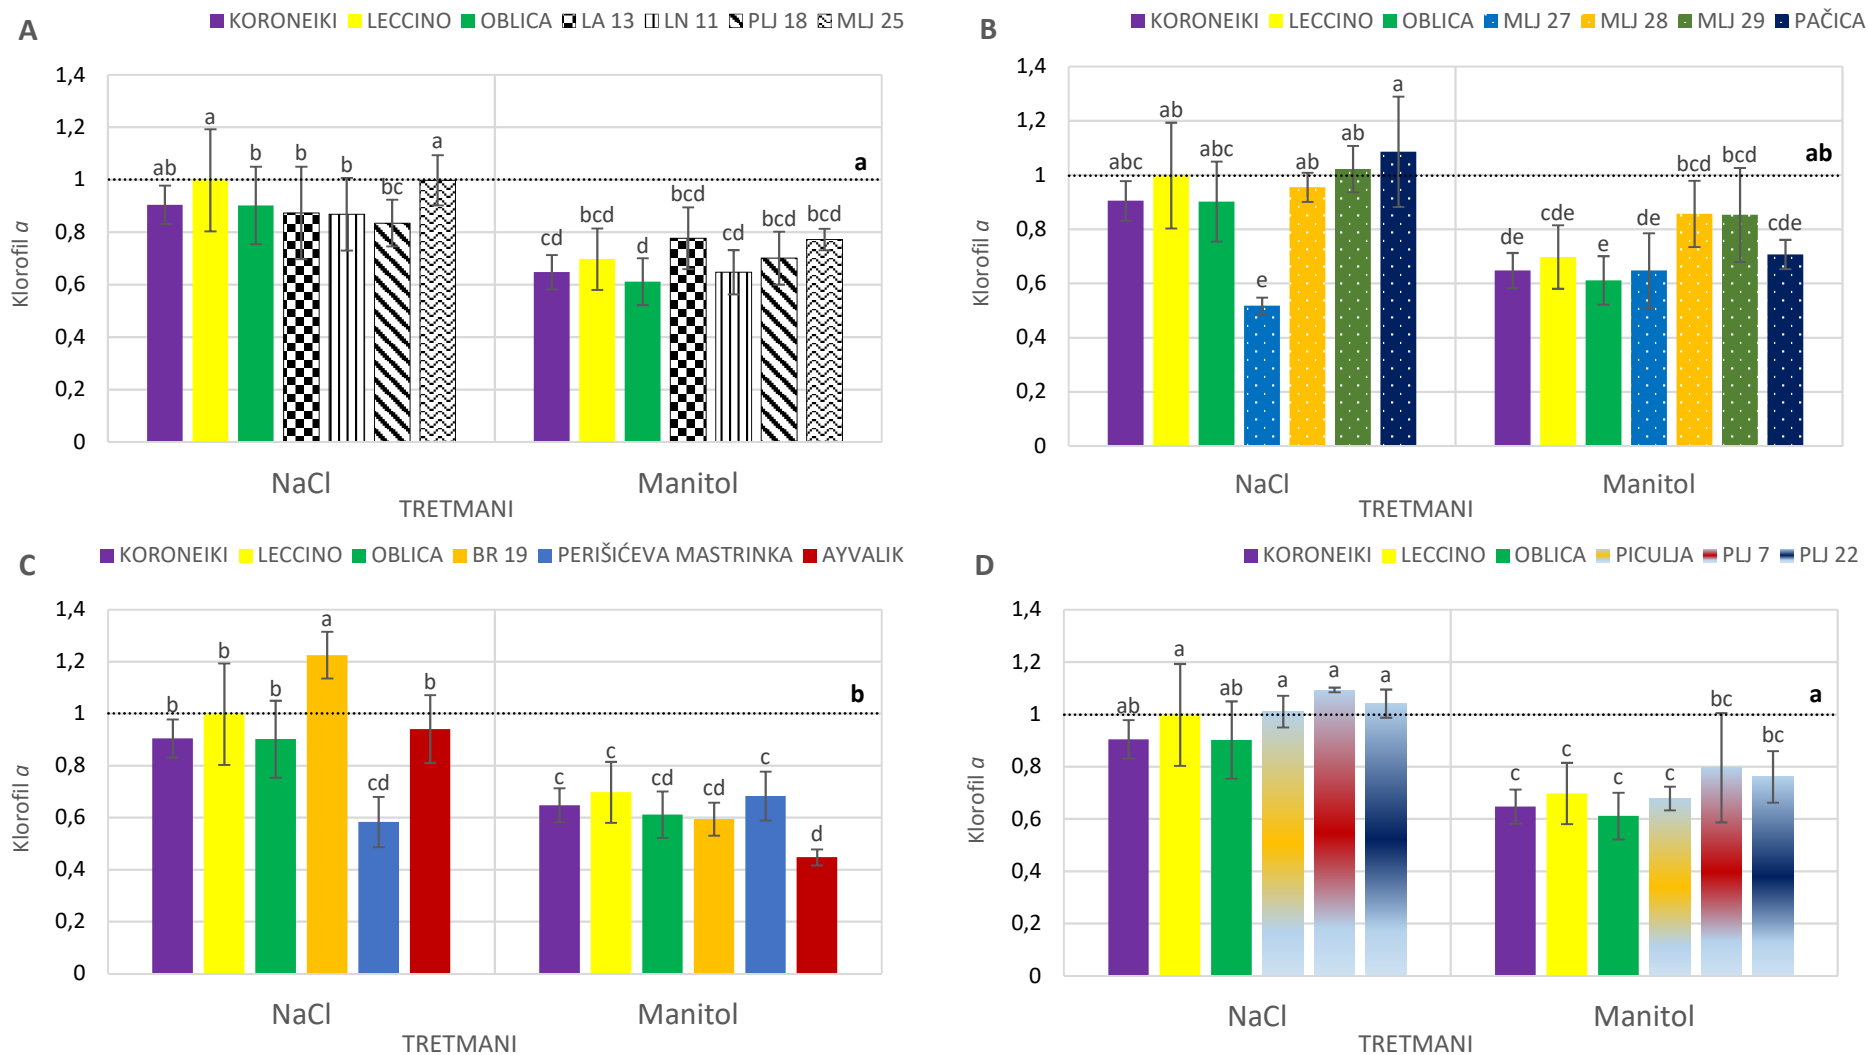 A
KORONEIKI LECCINO OBLICA LA 13 LN 11 PLJ 18 MLJ 25
Klorofil a
1,4
1,2
1
0,8
0,6
0,4
0,2
0
ab a b b b bc a
cd bcd d bcd cd bcd bcd
a
NaCl Manitol
TRETMANI
B
KORONEIKI LECCINO OBLICA MLJ 27 MLJ 28 MLJ 29 PAČICA
Klorofil a
1,4
1,2
1
0,8
0,6
0,4
0,2
0
abc ab abc e ab ab a
de cde e de bcd bcd cde
ab
NaCl Manitol
TRETMANI
C
KORONEIKI LECCINO OBLICA BR 19 PERIŠIĆEVA MASTRINKA AYVALIK
Klorofil a
1,4
1,2
1
0,8
0,6
0,4
0,2
0
b b b a cd b
c c cd cd c d
b
NaCl Manitol
TRETMANI
D
KORONEIKI LECCINO OBLICA PICULJA PLJ 7 PLJ 22
Klorofil a
1,4
1,2
1
0,8
0,6
0,4
0,2
0
ab a ab a a a
c c c c bc bc
a
NaCl Manitol
TRETMANI